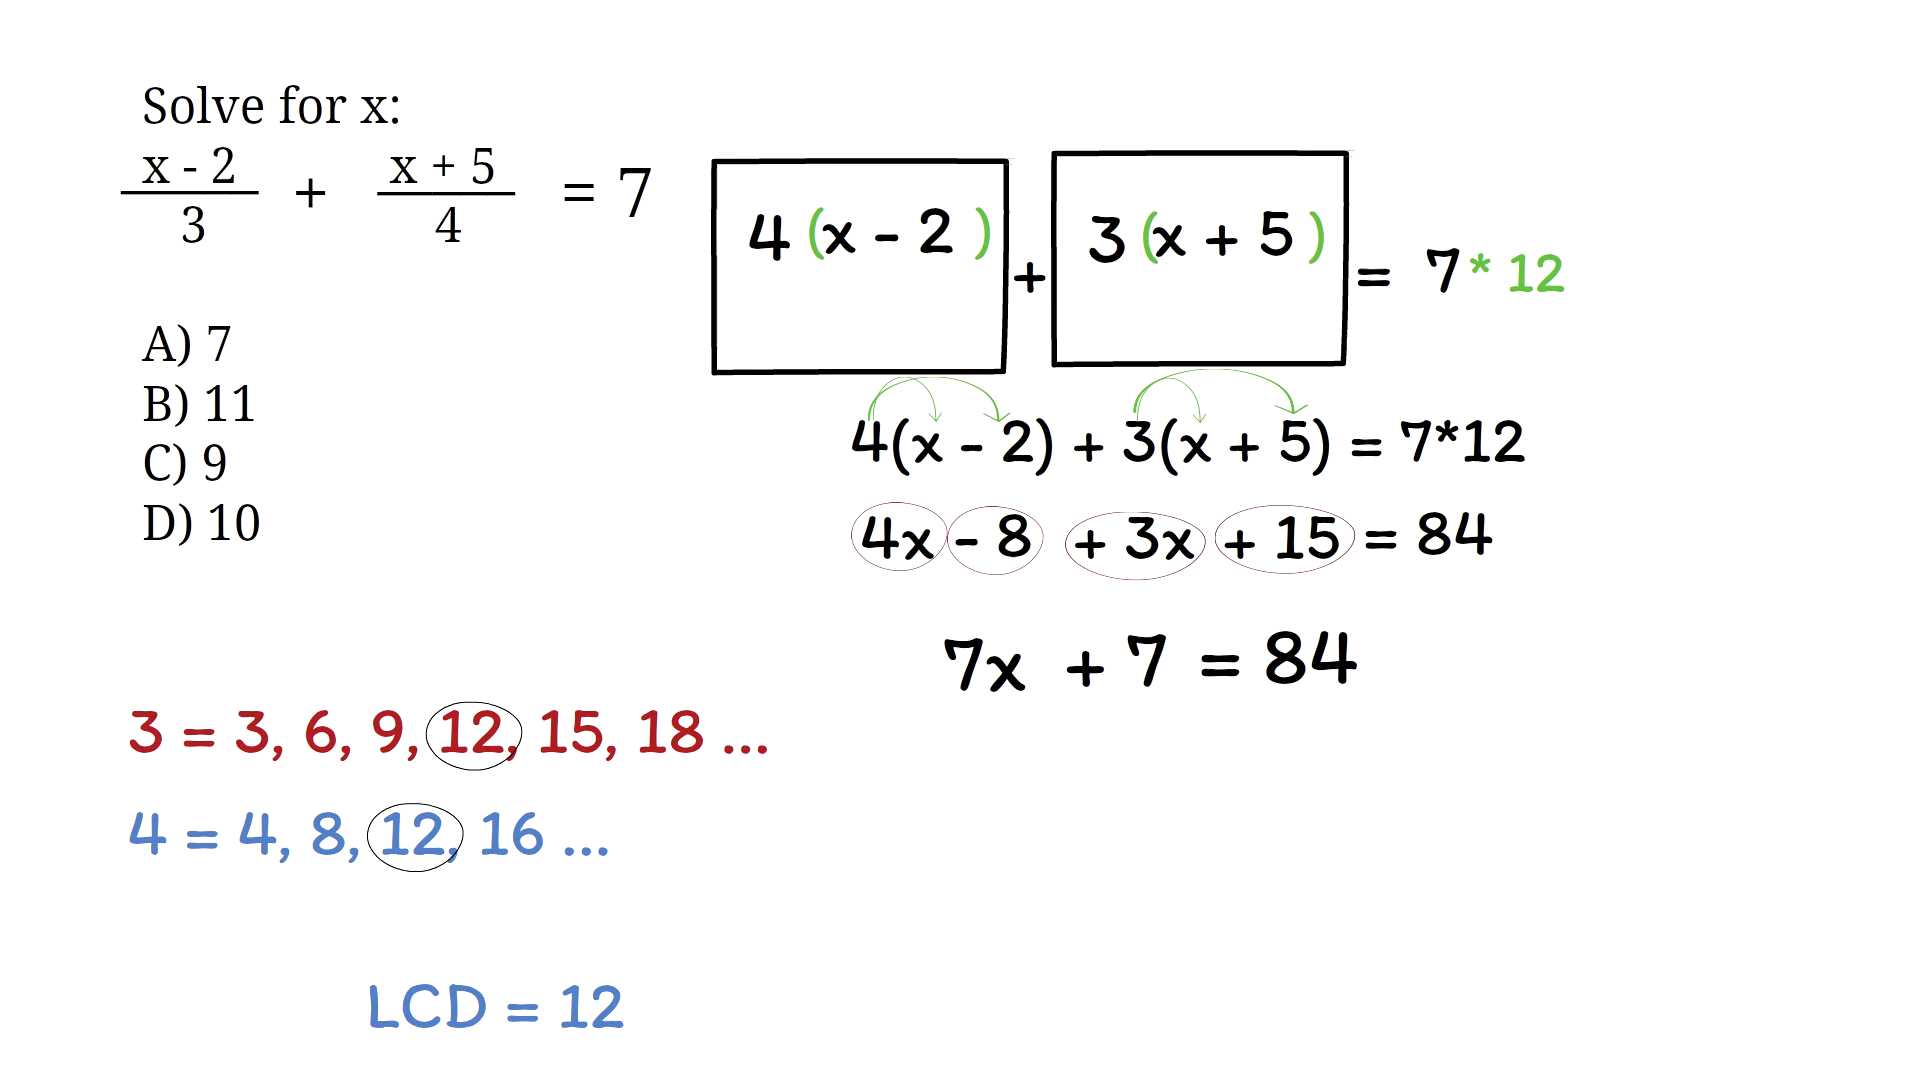 Solve for x:
x - 2
3
+
x + 5
4
= 7
A) 7
B) 11
C) 9
D) 10
4 (x - 2 ) + 3 (x + 5 ) = 7 * 12
4(x - 2) + 3(x + 5) = 7*12
4x - 8 + 3x + 15 = 84
7x + 7 = 84
3 = 3, 6, 9, 12, 15, 18 ...
4 = 4, 8, 12, 16 ...
LCD = 12